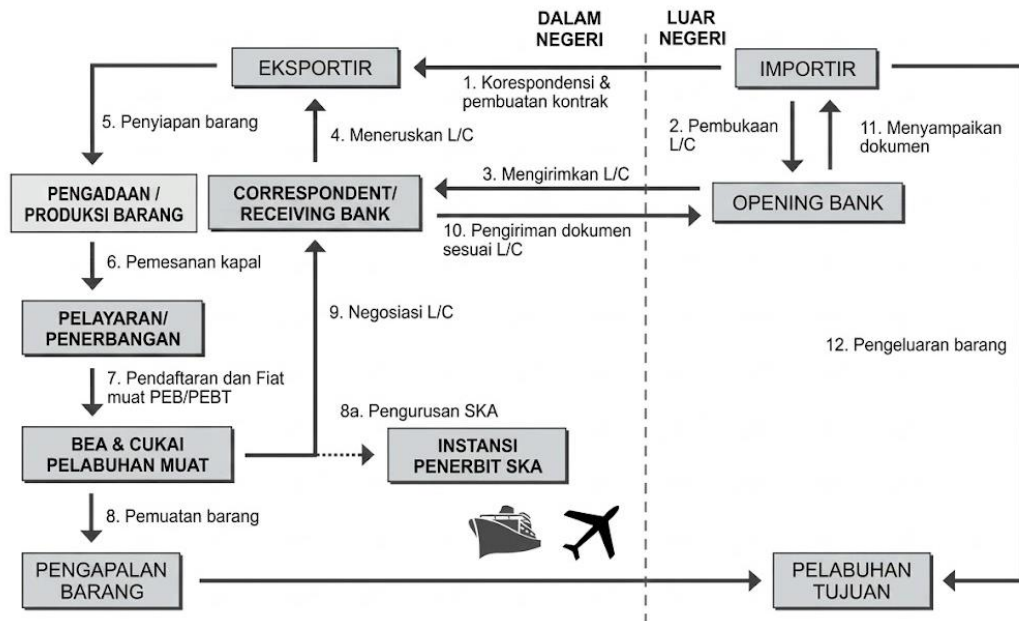 DALAM
NEGERI
LUAR
NEGERI
EKSPORTIR
IMPORTIR
1. Korespondensi &
pembuatan kontrak
5. Penyiapan barang
4. Meneruskan L/C
2. Pembukaan
L/C
11. Menyampaikan
dokumen
PENGADAAN /
PRODUKSI BARANG
CORRESPONDENT/
RECEIVING BANK
3. Mengirimkan L/C
OPENING BANK
10. Pengiriman dokumen
sesuai L/C
6. Pemesanan kapal
PELAYARAN/
PENERBANGAN
9. Negosiasi L/C
12. Pengeluaran barang
7. Pendaftaran dan Fiat
muat PEB/PEBT
8a. Pengurusan SKA
BEA & CUKAI
PELABUHAN MUAT
INSTANSI
PENERBIT SKA
8. Pemuatan barang
PENGAPALAN
BARANG
PELABUHAN
TUJUAN